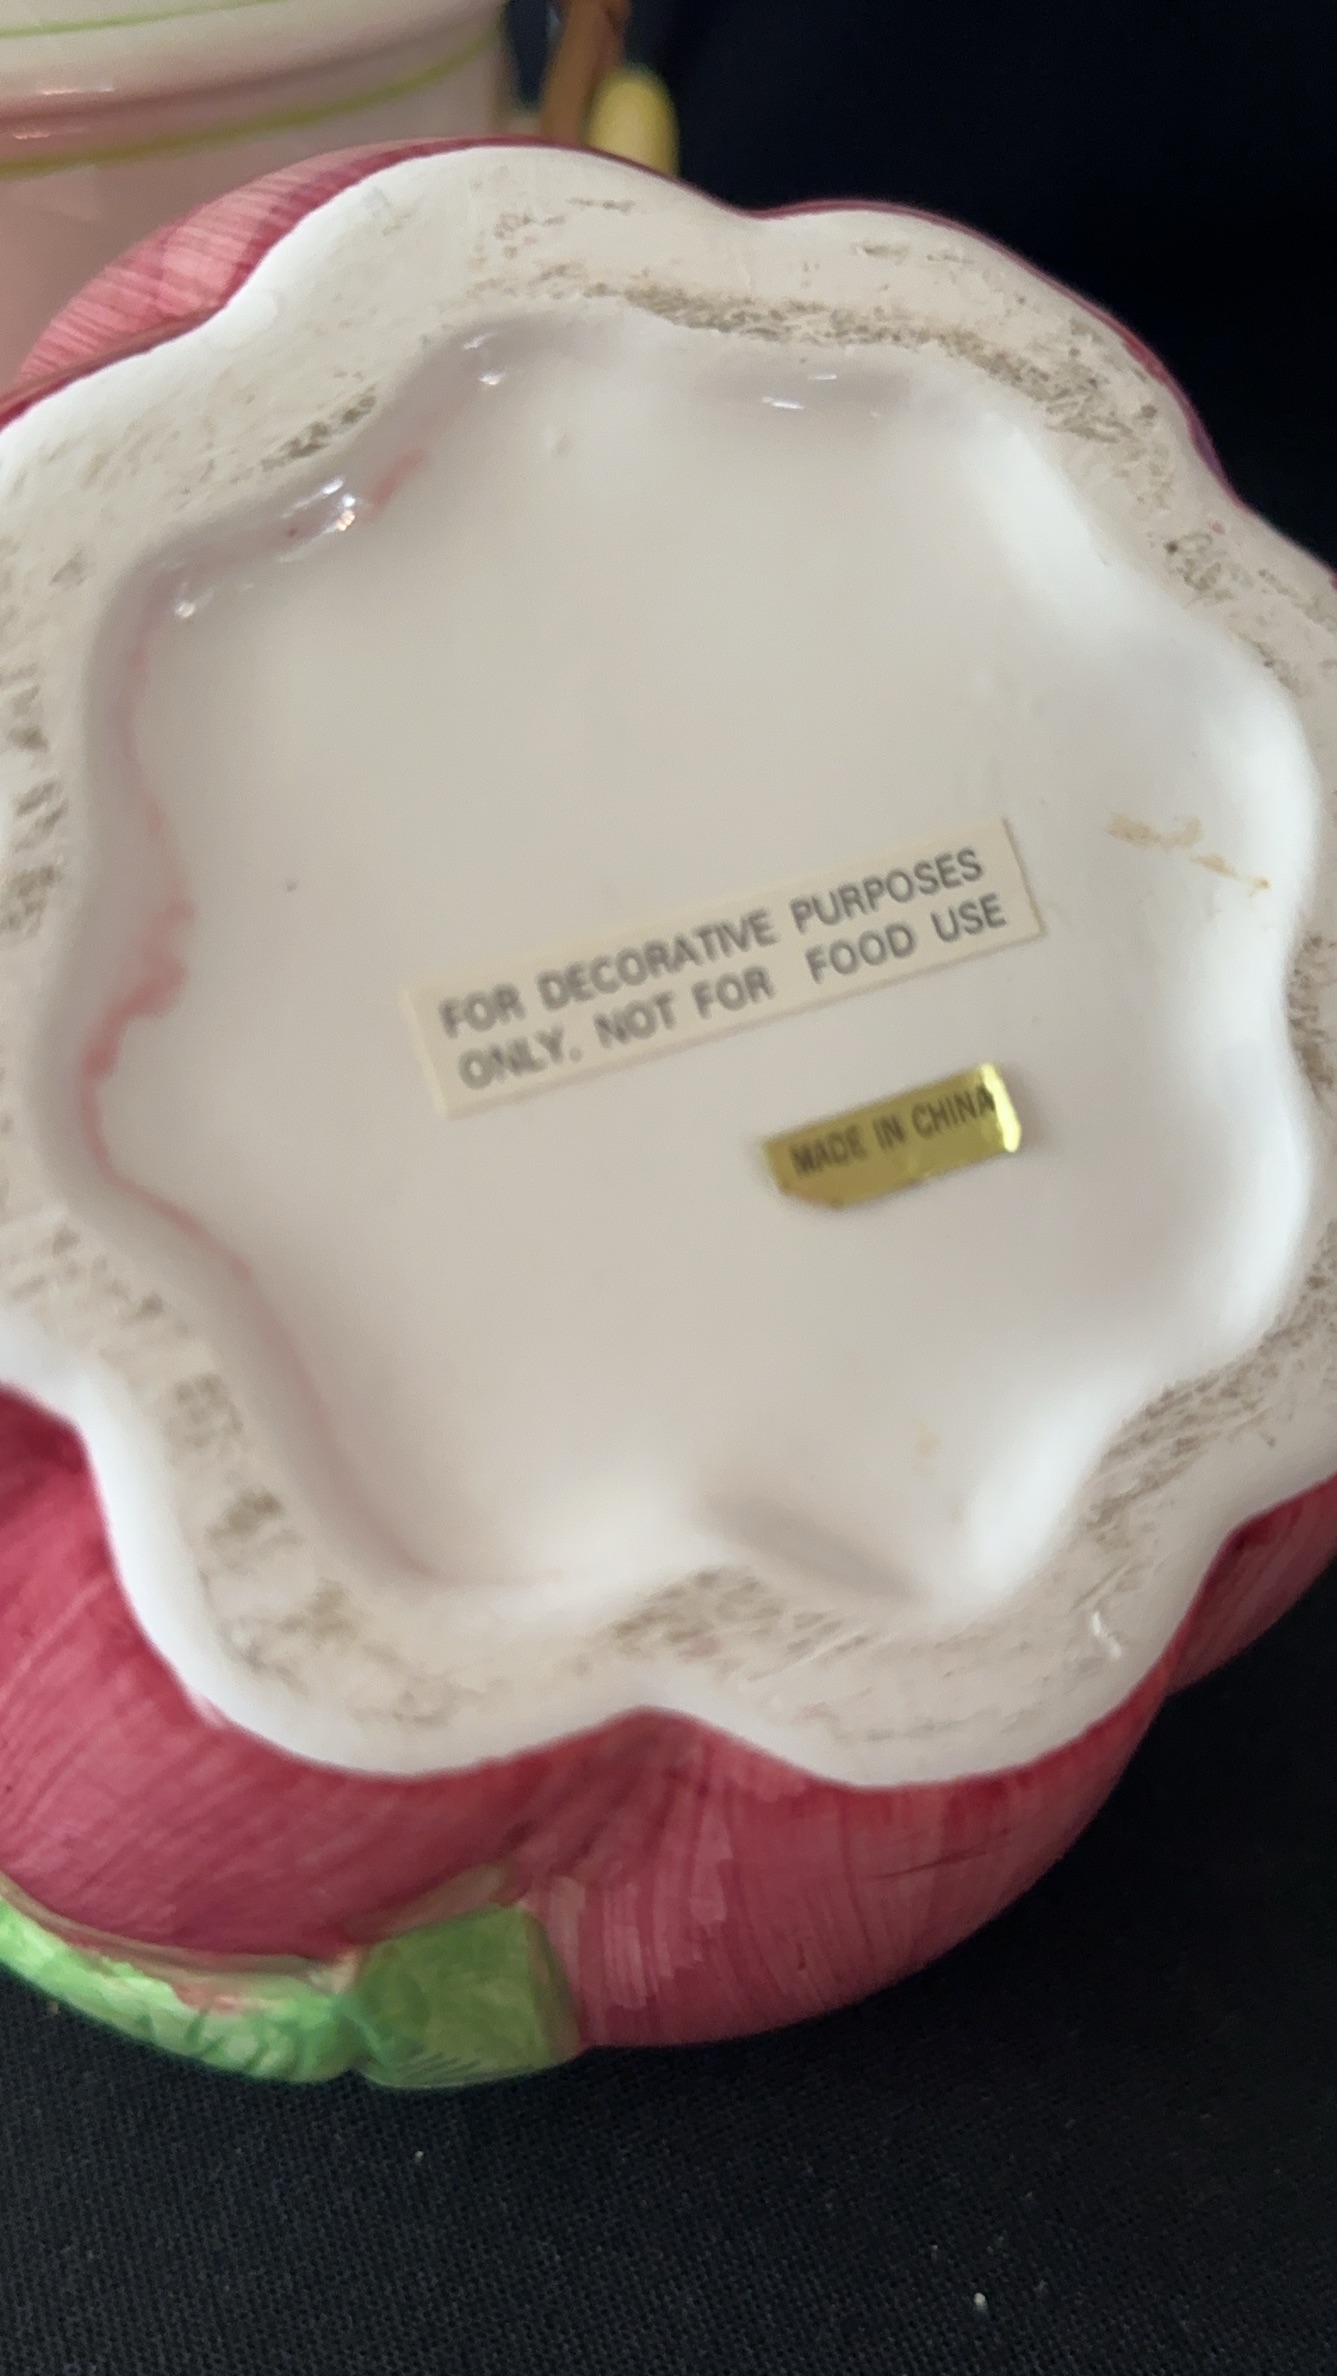 FOR DECORATIVE PURPOSES
ONLY. NOT FOR FOOD USE
MADE IN CHINA